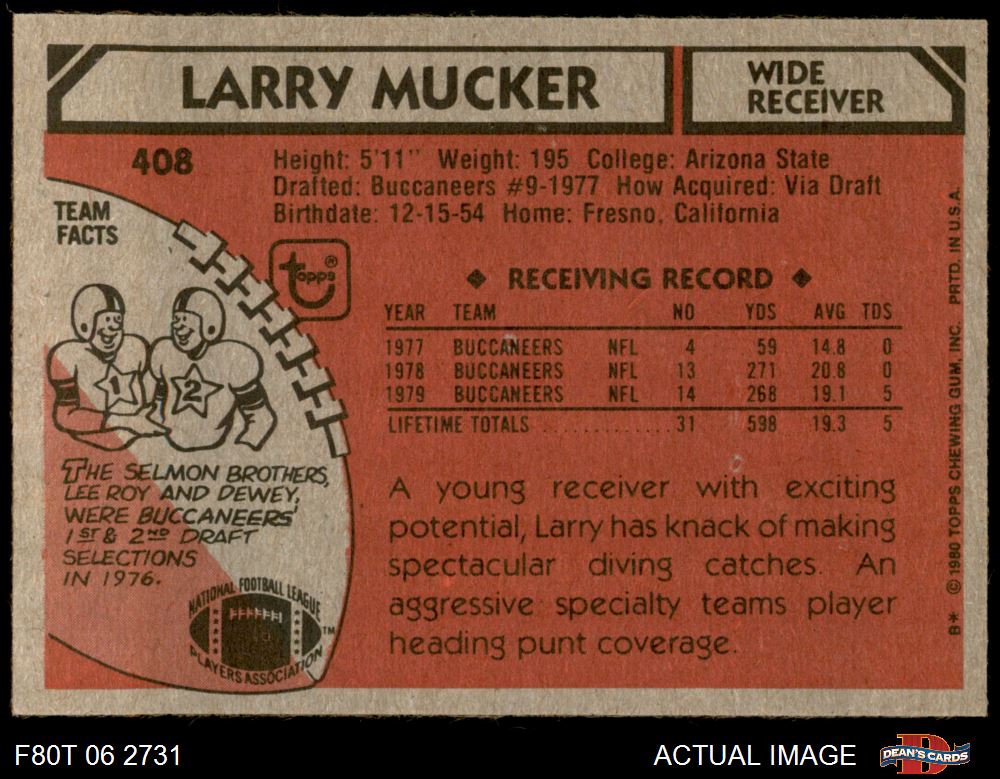 LARRY MUCKER
WIDE
RECEIVER
408
Height: 5'11" Weight: 195 College: Arizona State
Drafted: Buccaneers #9-1977 How Acquired: Via Draft
Birthdate: 12-15-54 Home: Fresno, California
TEAM
FACTS
topps®
1
2
THE SELMON BROTHERS,
LEE ROY AND DEWEY,
WERE BUCCANEERS'
1ST & 2ND DRAFT
SELECTIONS
IN 1976.
NATIONAL FOOTBALL LEAGUE
PLAYERS ASSOCIATION
TM
◆ RECEIVING RECORD ◆
YEAR TEAM NO YDS AVG TDS
1977 BUCCANEERS NFL 4 59 14.8 0
1978 BUCCANEERS NFL 13 271 20.8 0
1979 BUCCANEERS NFL 14 268 19.1 5
LIFETIME TOTALS ............. 31 598 19.3 5
A young receiver with exciting
potential, Larry has knack of making
spectacular diving catches. An
aggressive specialty teams player
heading punt coverage.
B* © 1980 TOPPS CHEWING GUM, INC. PRTD. IN U.S.A.
F80T 06 2731
ACTUAL IMAGE
DEAN'S CARDS